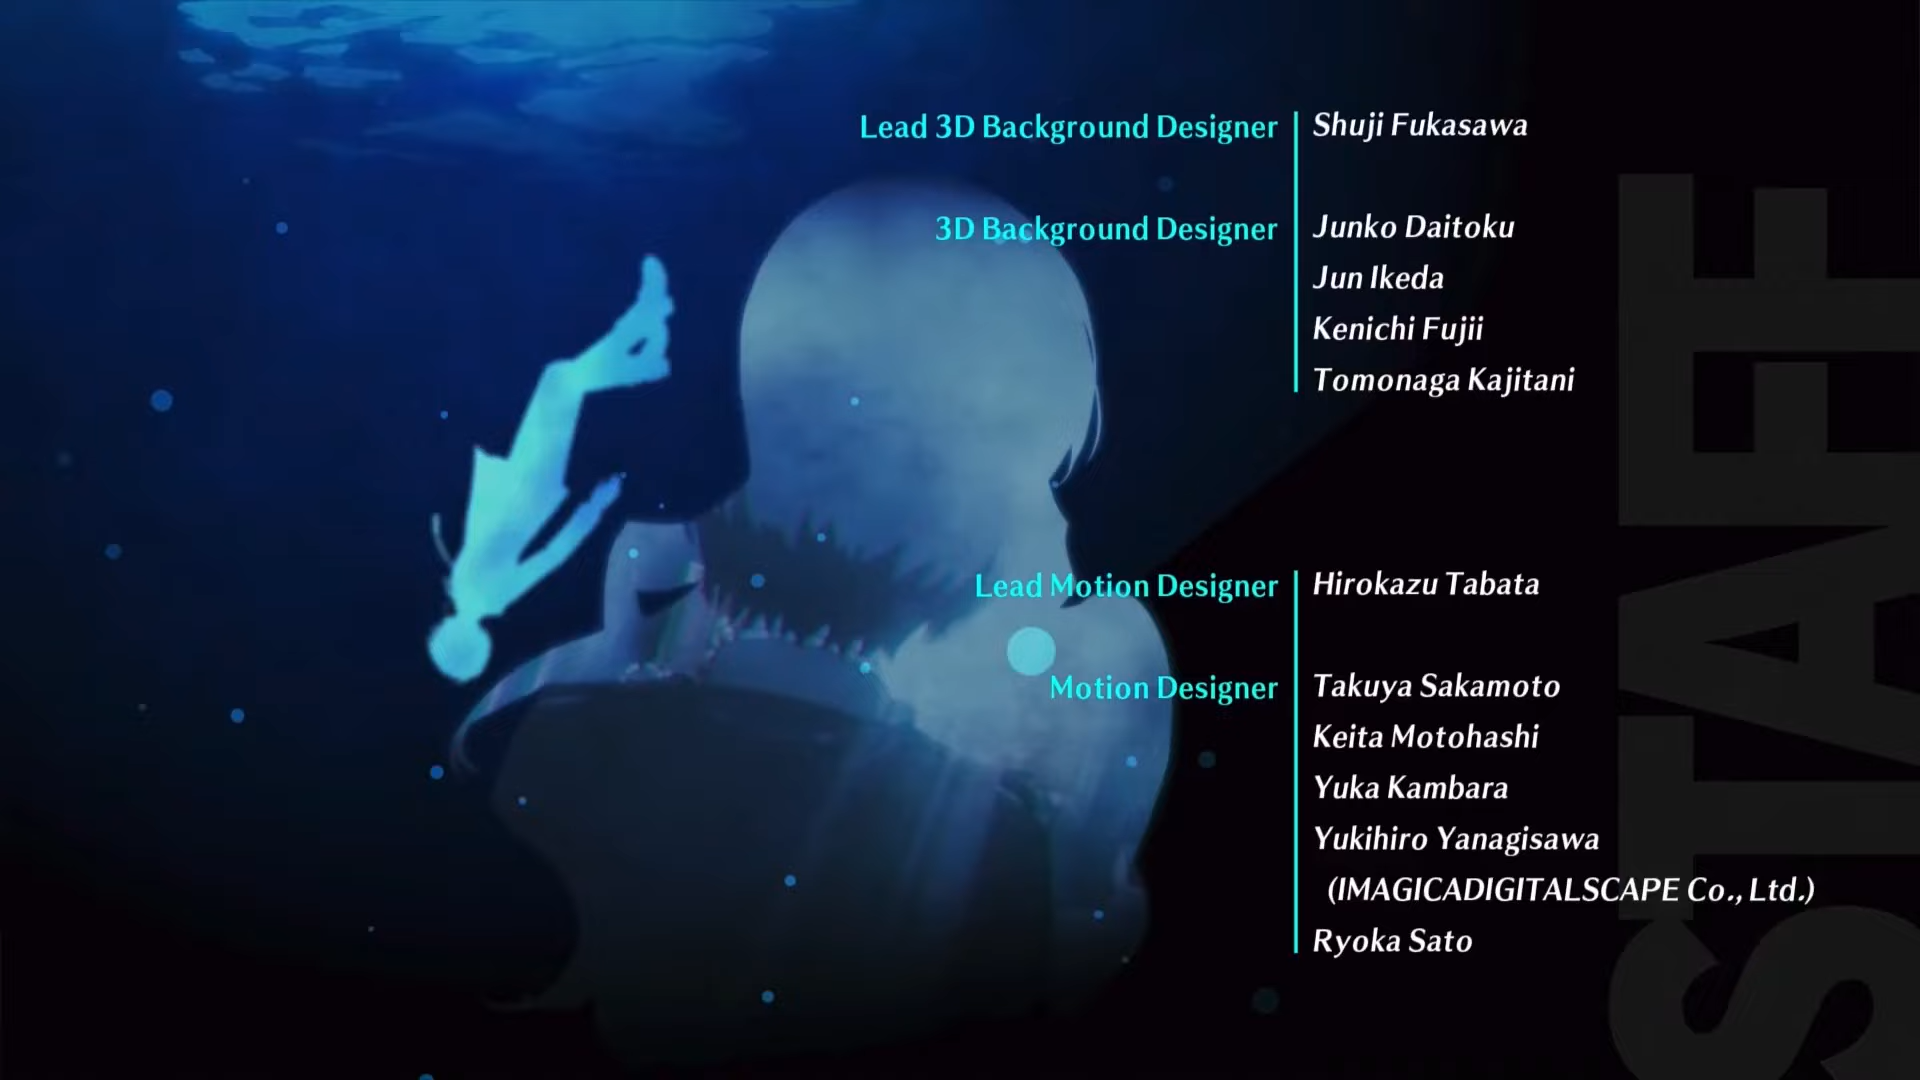 Lead 3D Background Designer Shuji Fukasawa
3D Background Designer Junko Daitoku
Jun Ikeda
Kenichi Fujii
Tomonaga Kajitani
Lead Motion Designer Hirokazu Tabata
Motion Designer Takuya Sakamoto
Keita Motohashi
Yuka Kambara
Yukihiro Yanagisawa
(IMAGICADIGITALSCAPE Co., Ltd.)
Ryoka Sato
STAFF